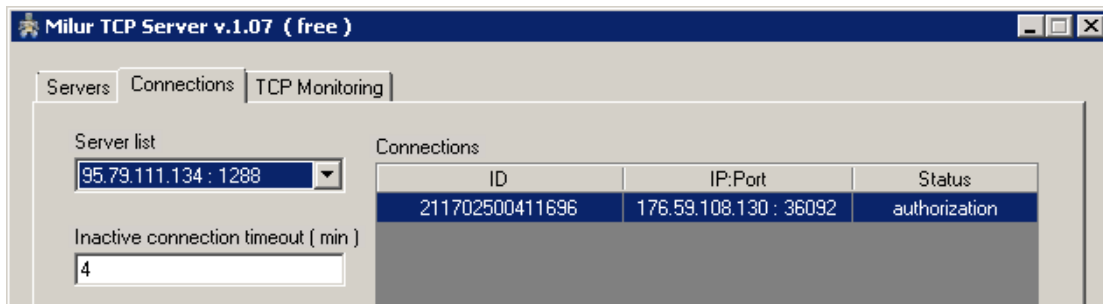 Milur TCP Server v.1.07 ( free )
Servers Connections TCP Monitoring
Server list
95.79.111.134 : 1288
Inactive connection timeout ( min )
4
Connections
ID IP:Port Status
211702500411696 176.59.108.130 : 36092 authorization